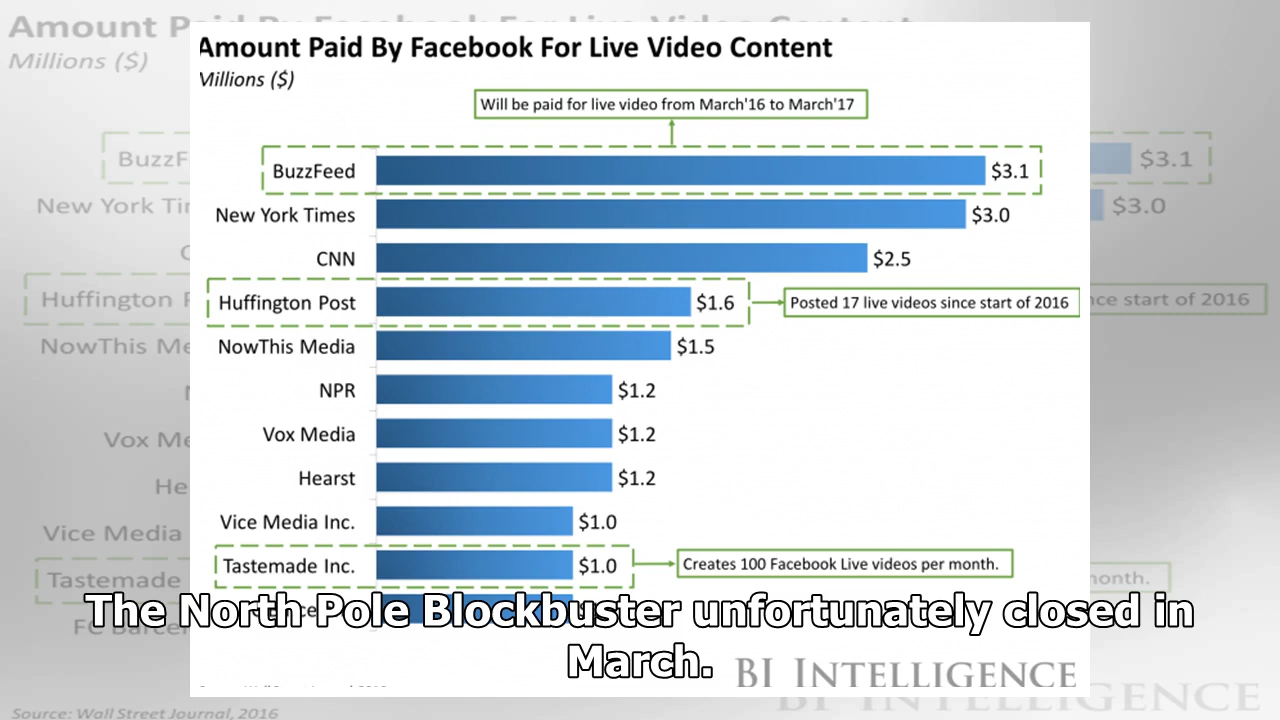 Amount Paid By Facebook For Live Video Content
Millions ($)
Will be paid for live video from March'16 to March'17
BuzzFeed $3.1
New York Times $3.0
CNN $2.5
Huffington Post $1.6 Posted 17 live videos since start of 2016
NowThis Media $1.5
NPR $1.2
Vox Media $1.2
Hearst $1.2
Vice Media Inc. $1.0
Tastemade Inc. $1.0 Creates 100 Facebook Live videos per month.
The North Pole Blockbuster unfortunately closed in
March.
BI INTELLIGENCE
Source: Wall Street Journal, 2016